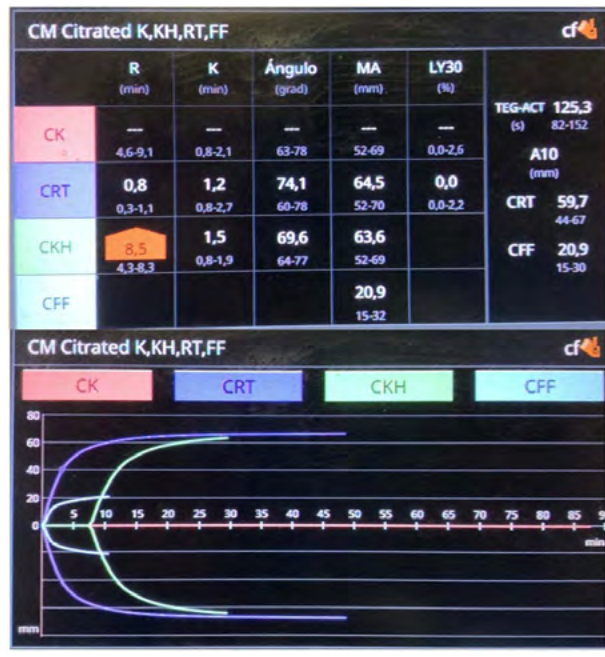 CM Citrated K,KH,RT,FF cf
R K Ángulo MA LY30
(min) (min) (grad) (mm) (%)
CK --- --- --- --- ---
4,6-9,1 0,8-2,1 63-78 52-69 0,0-2,6
CRT 0,8 1,2 74,1 64,5 0,0
0,3-1,1 0,8-2,7 60-78 52-70 0,0-2,2
CKH 8,5 1,5 69,6 63,6
4,3-8,3 0,8-1,9 64-77 52-69
CFF 20,9
15-32
TEG-ACT 125,3
(s) 82-152
A10
(mm)
CRT 59,7
44-67
CFF 20,9
15-30
CM Citrated K,KH,RT,FF cf
CK CRT CKH CFF
80
60
40
20
0 5 10 15 20 25 30 35 40 45 50 55 60 65 70 75 80 85 9
min
mm